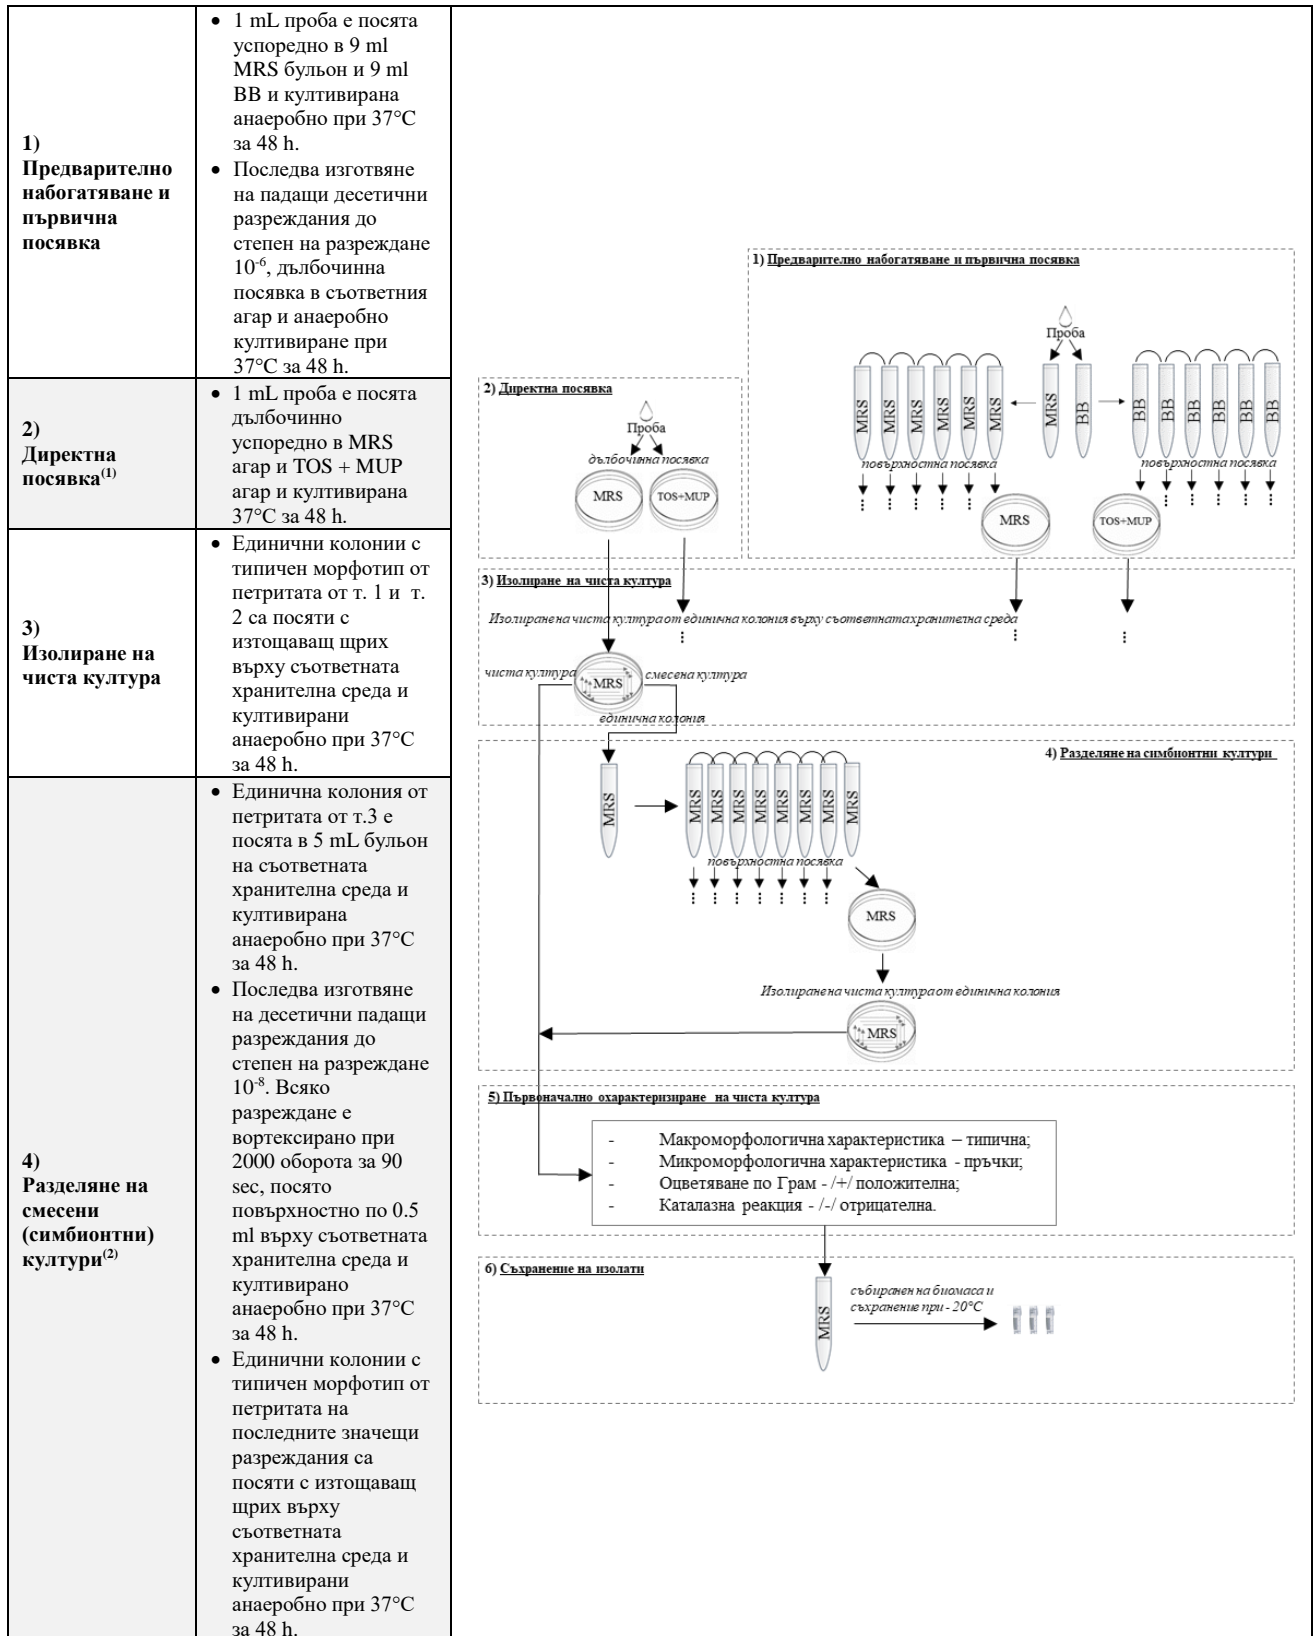 1)
Предварително
набогатяване и
първична
посявка
• 1 mL проба е посята
успоредно в 9 ml
MRS бульон и 9 ml
BB и култивирана
анаеробно при 37°C
за 48 h.
• Последва изготвяне
на падащи десетични
разреждания до
степен на разреждане
10⁻⁶, дълбочинна
посявка в съответния
агар и анаеробно
култивиране при
37°C за 48 h.
2)
Директна
посявка⁽¹⁾
• 1 mL проба е посята
дълбочинно
успоредно в MRS
агар и TOS + MUP
агар и култивирана
37°C за 48 h.
3)
Изолиране на
чиста култура
• Единични колонии с
типичен морфотип от
петритата от т. 1 и т.
2 са посяти с
изтощаващ щрих
върху съответната
хранителна среда и
култивирани
анаеробно при 37°C
за 48 h.
4)
Разделяне на
смесени
(симбионтни)
култури⁽²⁾
• Единична колония от
петритата от т.3 е
посята в 5 mL бульон
на съответната
хранителна среда и
култивирана
анаеробно при 37°C
за 48 h.
• Последва изготвяне
на десетични падащи
разреждания до
степен на разреждане
10⁻⁸. Всяко
разреждане е
вортексирано при
2000 оборота за 90
sec, посято
повърхностно по 0.5
ml върху съответната
хранителна среда и
култивирано
анаеробно при 37°C
за 48 h.
• Единични колонии с
типичен морфотип от
петритата на
последните значещи
разреждания са
посяти с изтощаващ
щрих върху
съответната
хранителна среда и
култивирани
анаеробно при 37°C
за 48 h.
1) Предварително набогатяване и първична посявка
Проба
MRS MRS MRS MRS MRS MRS
MRS BB
BB BB BB BB BB BB
повърхностна посявка
повърхностна посявка
MRS
TOS+MUP
2) Директна посявка
Проба
дълбочинна посявка
MRS
TOS+MUP
3) Изолиране на чиста култура
Изолиране на чиста култура от единична колония върху съответната хранителна среда
чиста култура
MRS
смесена култура
единична колония
4) Разделяне на симбионтни култури
MRS
MRS MRS MRS MRS MRS MRS MRS MRS
повърхностна посявка
MRS
Изолиране на чиста култура от единична колония
MRS
5) Първоначално охарактеризиране на чиста култура
- Макроморфологична характеристика – типична;
- Микроморфологична характеристика - пръчки;
- Оцветяване по Грам - /+/ положителна;
- Каталазна реакция - /-/ отрицателна.
6) Съхранение на изолати
MRS
събиранен на биомаса и
съхранение при - 20°C